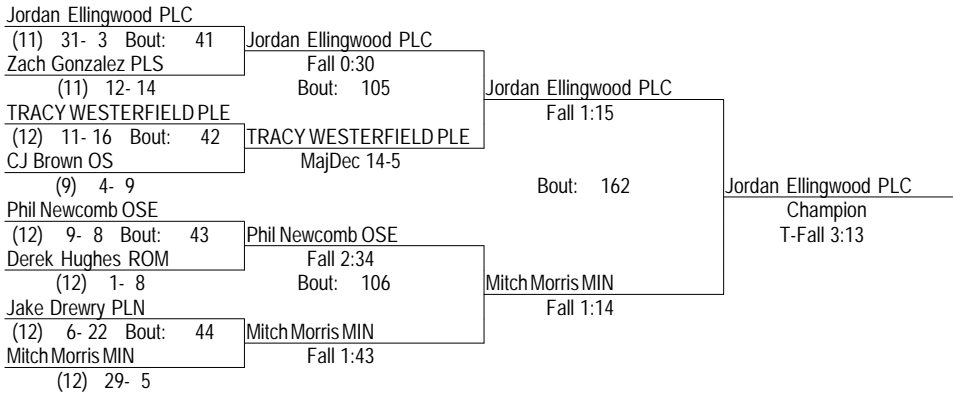 Jordan Ellingwood PLC
(11) 31- 3 Bout: 41
Jordan Ellingwood PLC
Zach Gonzalez PLS
Fall 0:30
(11) 12- 14
Bout: 105
Jordan Ellingwood PLC
TRACY WESTERFIELD PLE
Fall 1:15
(12) 11- 16 Bout: 42
TRACY WESTERFIELD PLE
CJ Brown OS
MajDec 14-5
(9) 4- 9
Bout: 162
Jordan Ellingwood PLC
Phil Newcomb OSE
Champion
(12) 9- 8 Bout: 43
Phil Newcomb OSE
T-Fall 3:13
Derek Hughes ROM
Fall 2:34
(12) 1- 8
Bout: 106
Mitch Morris MIN
Jake Drewry PLN
Fall 1:14
(12) 6- 22 Bout: 44
Mitch Morris MIN
Mitch Morris MIN
Fall 1:43
(12) 29- 5